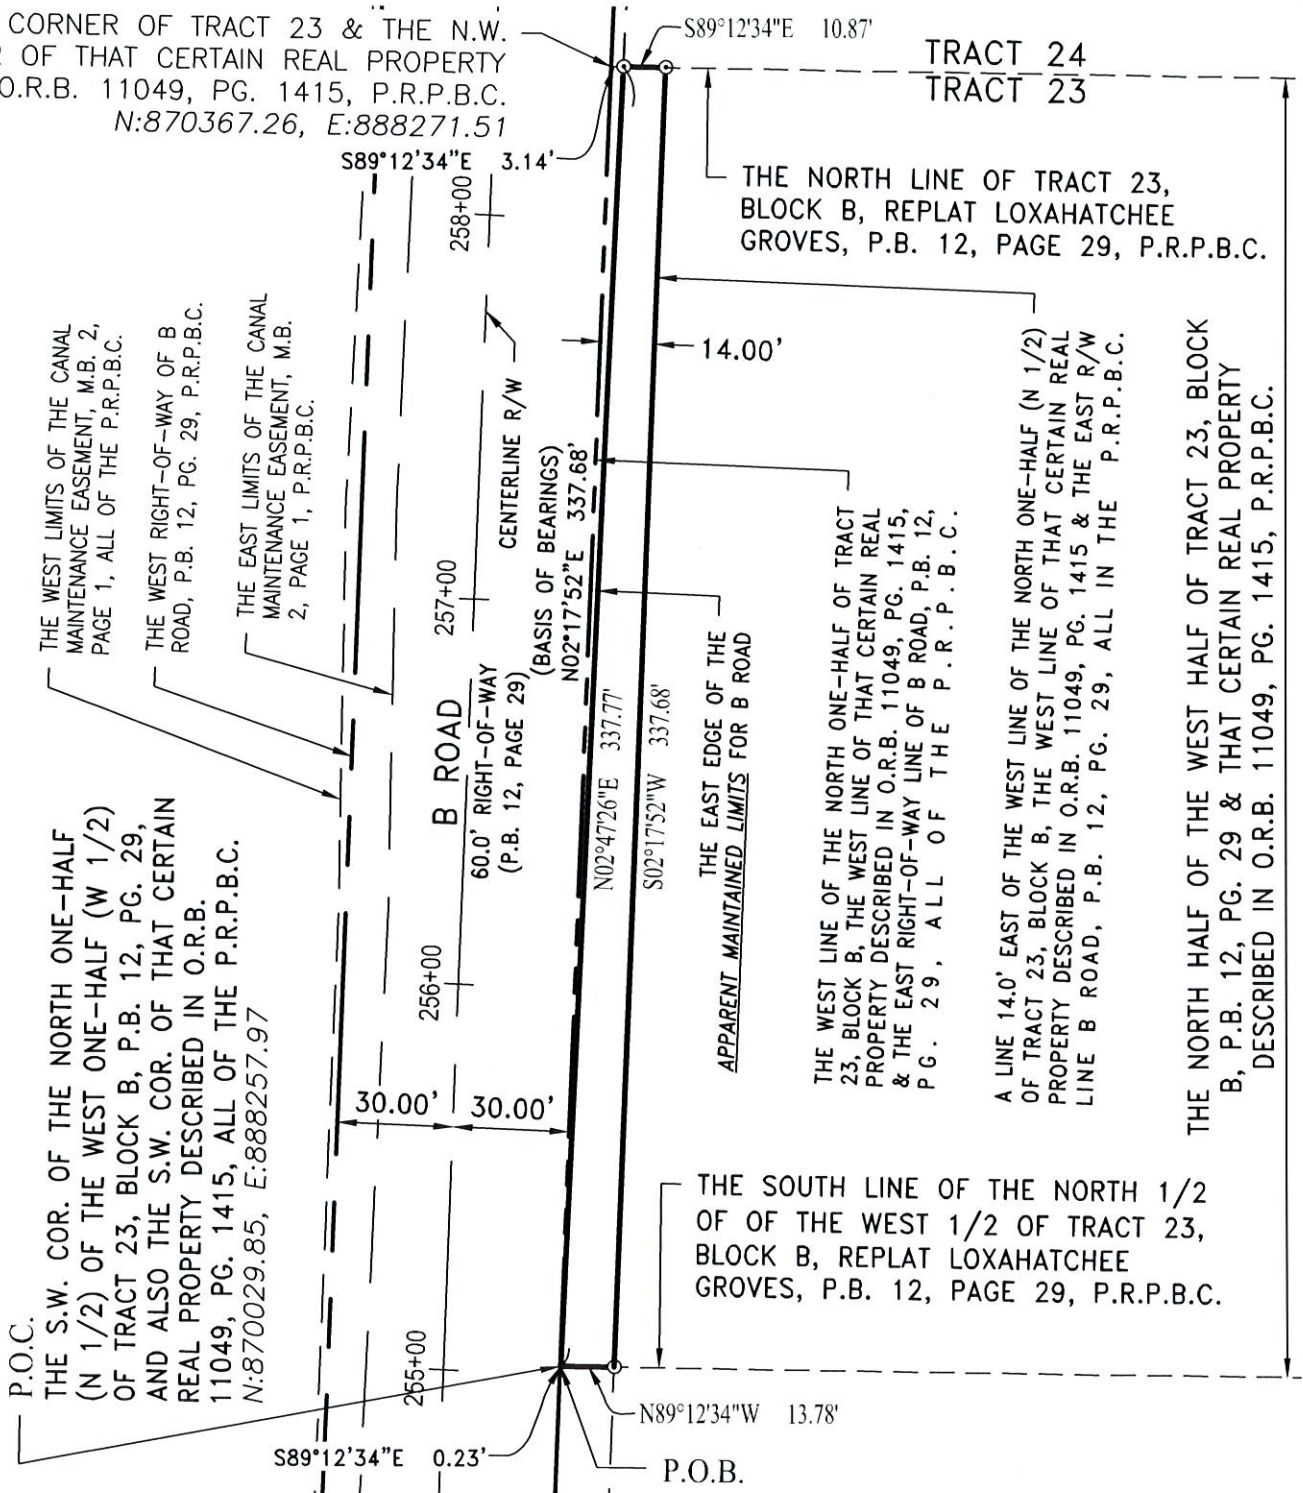 CORNER OF TRACT 23 & THE N.W.
OF THAT CERTAIN REAL PROPERTY
O.R.B. 11049, PG. 1415, P.R.P.B.C.
N:870367.26, E:888271.51
S89°12'34"E 3.14'
S89°12'34"E 10.87'
TRACT 24
TRACT 23
THE NORTH LINE OF TRACT 23,
BLOCK B, REPLAT LOXAHATCHEE
GROVES, P.B. 12, PAGE 29, P.R.P.B.C.
14.00'
258+00
257+00
256+00
255+00
THE WEST LIMITS OF THE CANAL
MAINTENANCE EASEMENT, M.B. 2,
PAGE 1, ALL OF THE P.R.P.B.C.
THE WEST RIGHT-OF-WAY OF B
ROAD, P.B. 12, PG. 29, P.R.P.B.C.
THE EAST LIMITS OF THE CANAL
MAINTENANCE EASEMENT, M.B.
2, PAGE 1, P.R.P.B.C.
CENTERLINE R/W
(BASIS OF BEARINGS)
N02°17'52"E 337.68'
B ROAD
60.0' RIGHT-OF-WAY
(P.B. 12, PAGE 29)
N02°47'26"E 337.77'
S02°17'52"W 337.68'
THE EAST EDGE OF THE
APPARENT MAINTAINED LIMITS FOR B ROAD
THE WEST LINE OF THE NORTH ONE-HALF OF TRACT
23, BLOCK B, THE WEST LINE OF THAT CERTAIN REAL
PROPERTY DESCRIBED IN O.R.B. 11049, PG. 1415,
& THE EAST RIGHT-OF-WAY LINE OF B ROAD, P.B. 12,
PG. 29, ALL OF THE P.R.P.B.C.
A LINE 14.0' EAST OF THE WEST LINE OF THE NORTH ONE-HALF (N 1/2)
OF TRACT 23, BLOCK B, THE WEST LINE OF THAT CERTAIN REAL
PROPERTY DESCRIBED IN O.R.B. 11049, PG. 1415 & THE EAST R/W
LINE B ROAD, P.B. 12, PG. 29, ALL IN THE P.R.P.B.C.
THE NORTH HALF OF THE WEST HALF OF TRACT 23, BLOCK
B, P.B. 12, PG. 29 & THAT CERTAIN REAL PROPERTY
DESCRIBED IN O.R.B. 11049, PG. 1415, P.R.P.B.C.
30.00'
30.00'
P.O.C.
THE S.W. COR. OF THE NORTH ONE-HALF
(N 1/2) OF THE WEST ONE-HALF (W 1/2)
OF TRACT 23, BLOCK B, P.B. 12, PG. 29,
AND ALSO THE S.W. COR. OF THAT CERTAIN
REAL PROPERTY DESCRIBED IN O.R.B.
11049, PG. 1415, ALL OF THE P.R.P.B.C.
N:870029.85, E:888257.97
THE SOUTH LINE OF THE NORTH 1/2
OF OF THE WEST 1/2 OF TRACT 23,
BLOCK B, REPLAT LOXAHATCHEE
GROVES, P.B. 12, PAGE 29, P.R.P.B.C.
N89°12'34"W 13.78'
S89°12'34"E 0.23'
P.O.B.